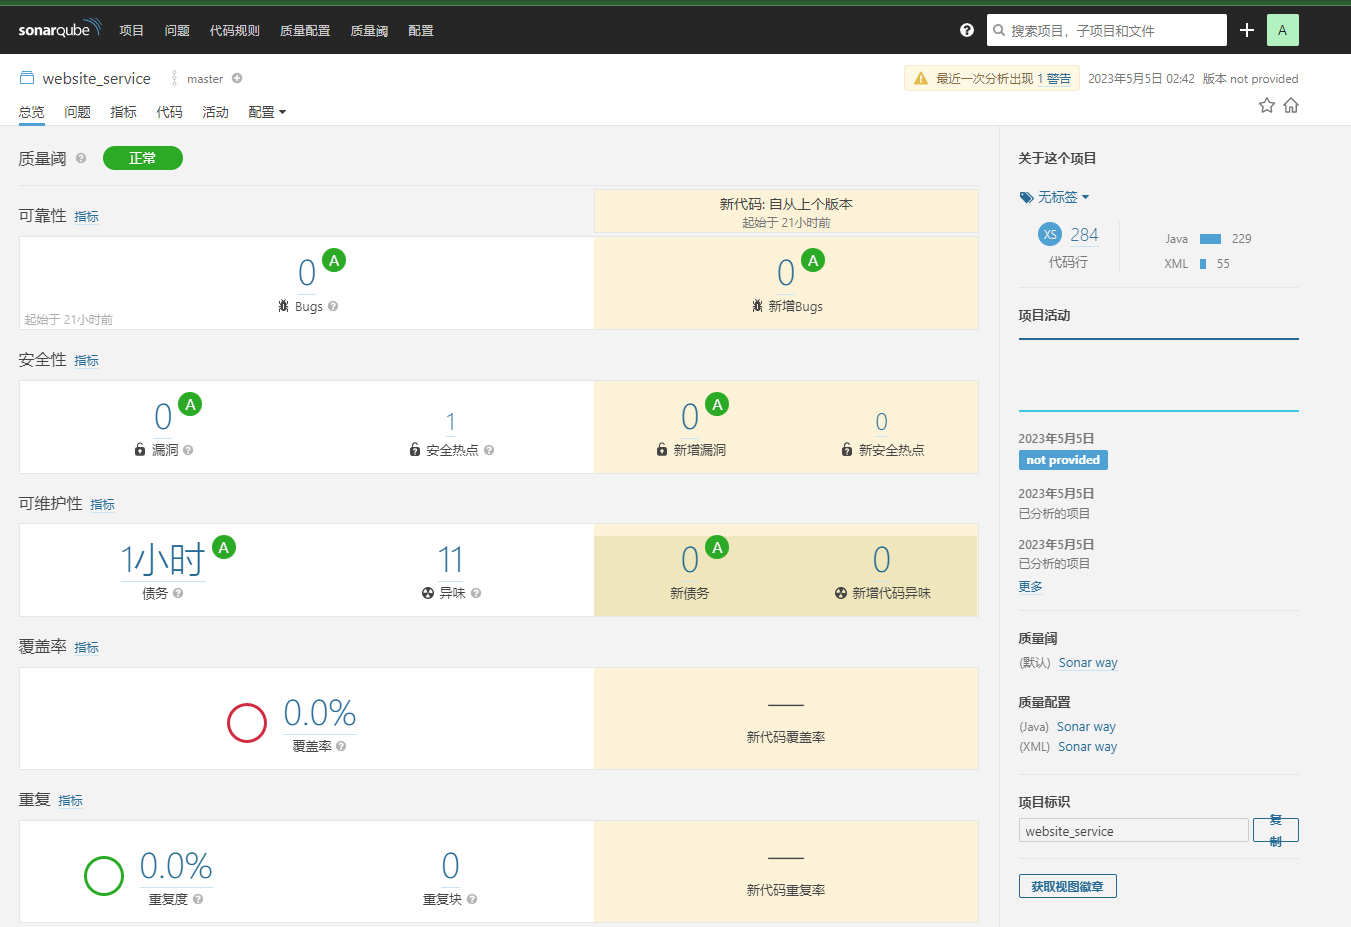 sonarqube 项目 问题 代码规则 质量配置 质量阈 配置 搜索项目，子项目和文件 A
website_service master 最近一次分析出现 1 警告 2023年5月5日 02:42 版本 not provided
总览 问题 指标 代码 活动 配置
质量阈 正常
新代码: 自从上个版本
起始于 21小时前
可靠性 指标
0 A
Bugs
起始于 21小时前
0 A
新增Bugs
安全性 指标
0 A
漏洞
1
安全热点
0 A
新增漏洞
0
新安全热点
可维护性 指标
1小时 A
债务
11
异味
0 A
新债务
0
新增代码异味
覆盖率 指标
0.0%
覆盖率
新代码覆盖率
重复 指标
0.0%
重复度
0
重复块
新代码重复率
关于这个项目
无标签
XS 284
代码行
Java 229
XML 55
项目活动
2023年5月5日
not provided
2023年5月5日
已分析的项目
2023年5月5日
已分析的项目
更多
质量阈
(默认) Sonar way
质量配置
(Java) Sonar way
(XML) Sonar way
项目标识
website_service 复制
获取视图徽章